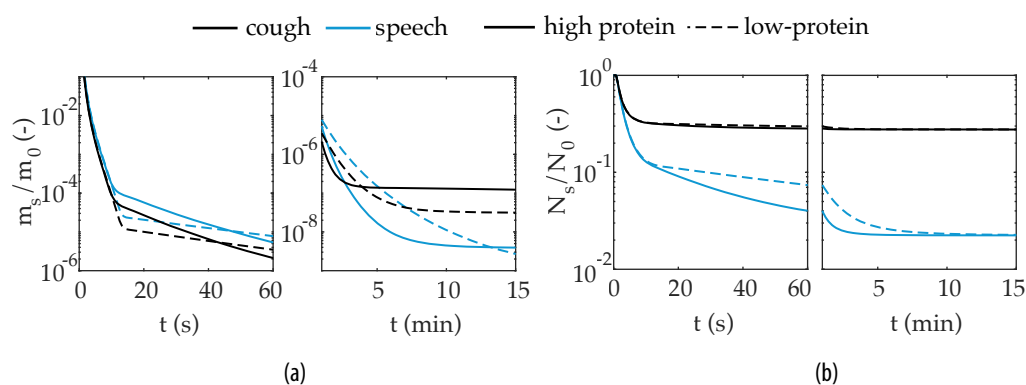 cough speech high protein low-protein
m_s/m_0 (-)
10^-2
10^-4
10^-6
0 20 40 60
t (s)
10^-4
10^-6
10^-8
5 10 15
t (min)
(a)
N_s/N_0 (-)
10^0
10^-1
10^-2
0 20 40 60
t (s)
5 10 15
t (min)
(b)